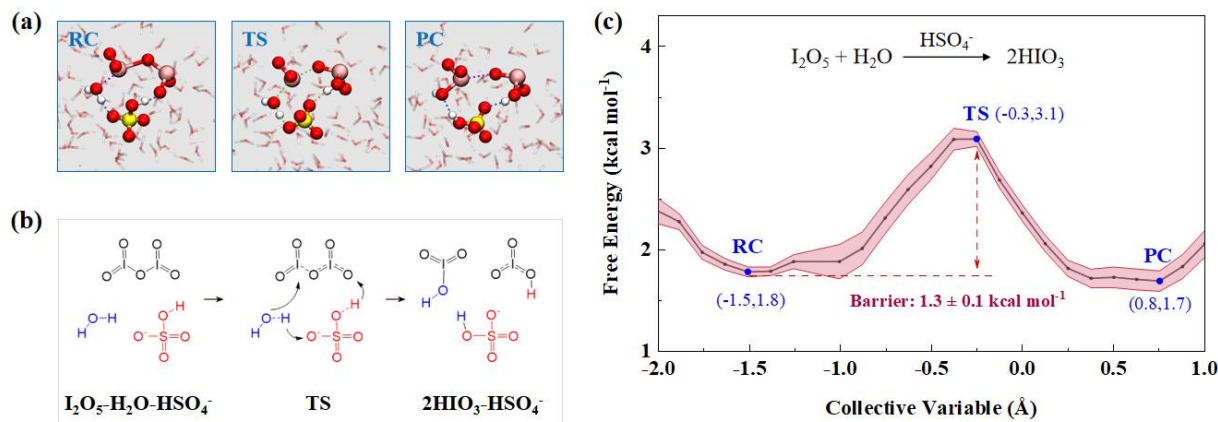 (a)
RC
TS
PC
(b)
O O O O
I I
O
H O H
H
O
O⁻ S O
O
O O O O
I I
O
H O H
H
O
O⁻ S O
O
O O
I
O
H
O O
I
O
H
H O⁻
O S O
O
I₂O₅-H₂O-HSO₄⁻
TS
2HIO₃-HSO₄⁻
(c)
I₂O₅ + H₂O HSO₄⁻ 2HIO₃
TS (-0.3,3.1)
RC
(-1.5,1.8)
PC
(0.8,1.7)
Barrier: 1.3 ± 0.1 kcal mol⁻¹
Free Energy (kcal mol⁻¹)
4
3
2
1
-2.0 -1.5 -1.0 -0.5 0.0 0.5 1.0
Collective Variable (Å)